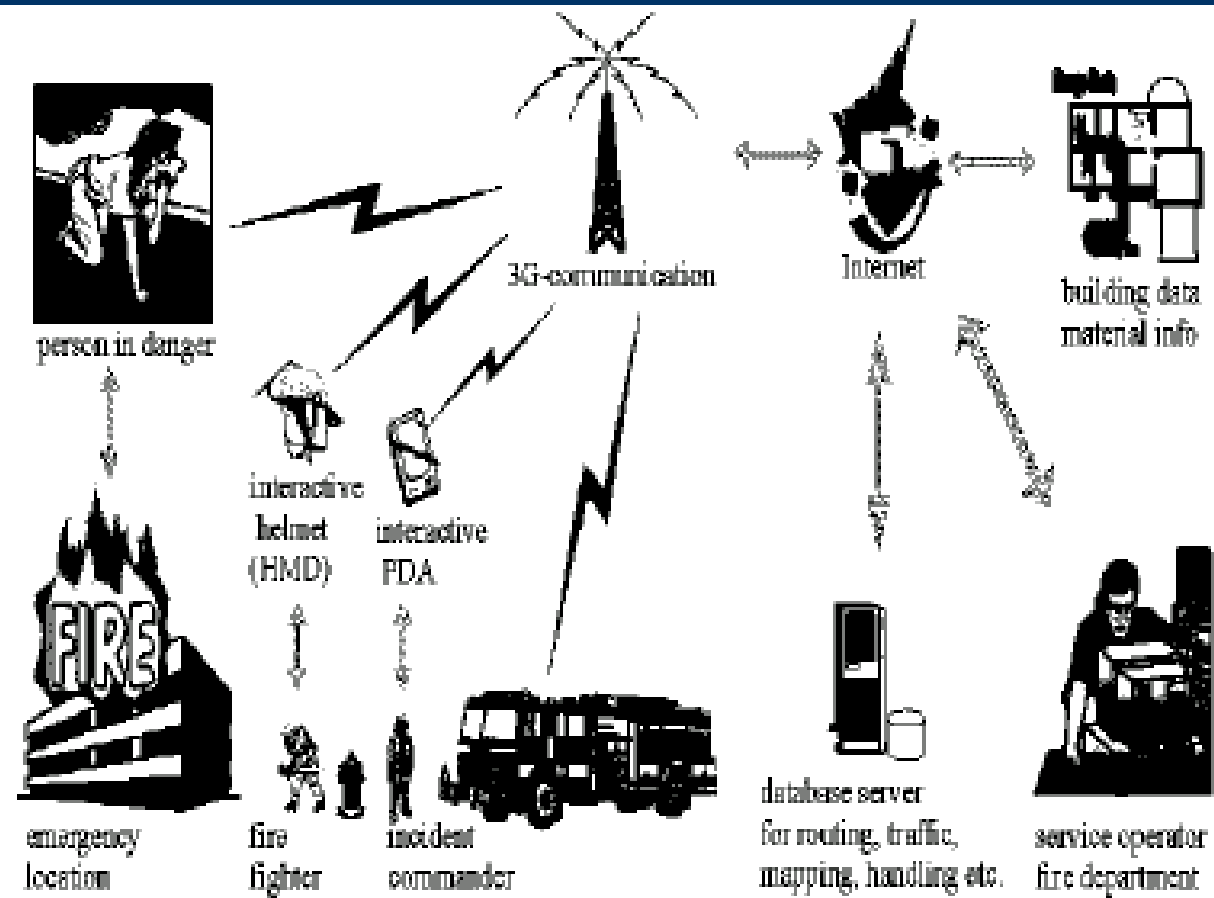 3G-communication
Internet
building data
material info
person in danger
interactive
helmet
(HMD)
interactive
PDA
FIRE
emergency
location
fire
fighter
incident
commander
database server
for routing, traffic,
mapping, handling etc.
service operator
fire department